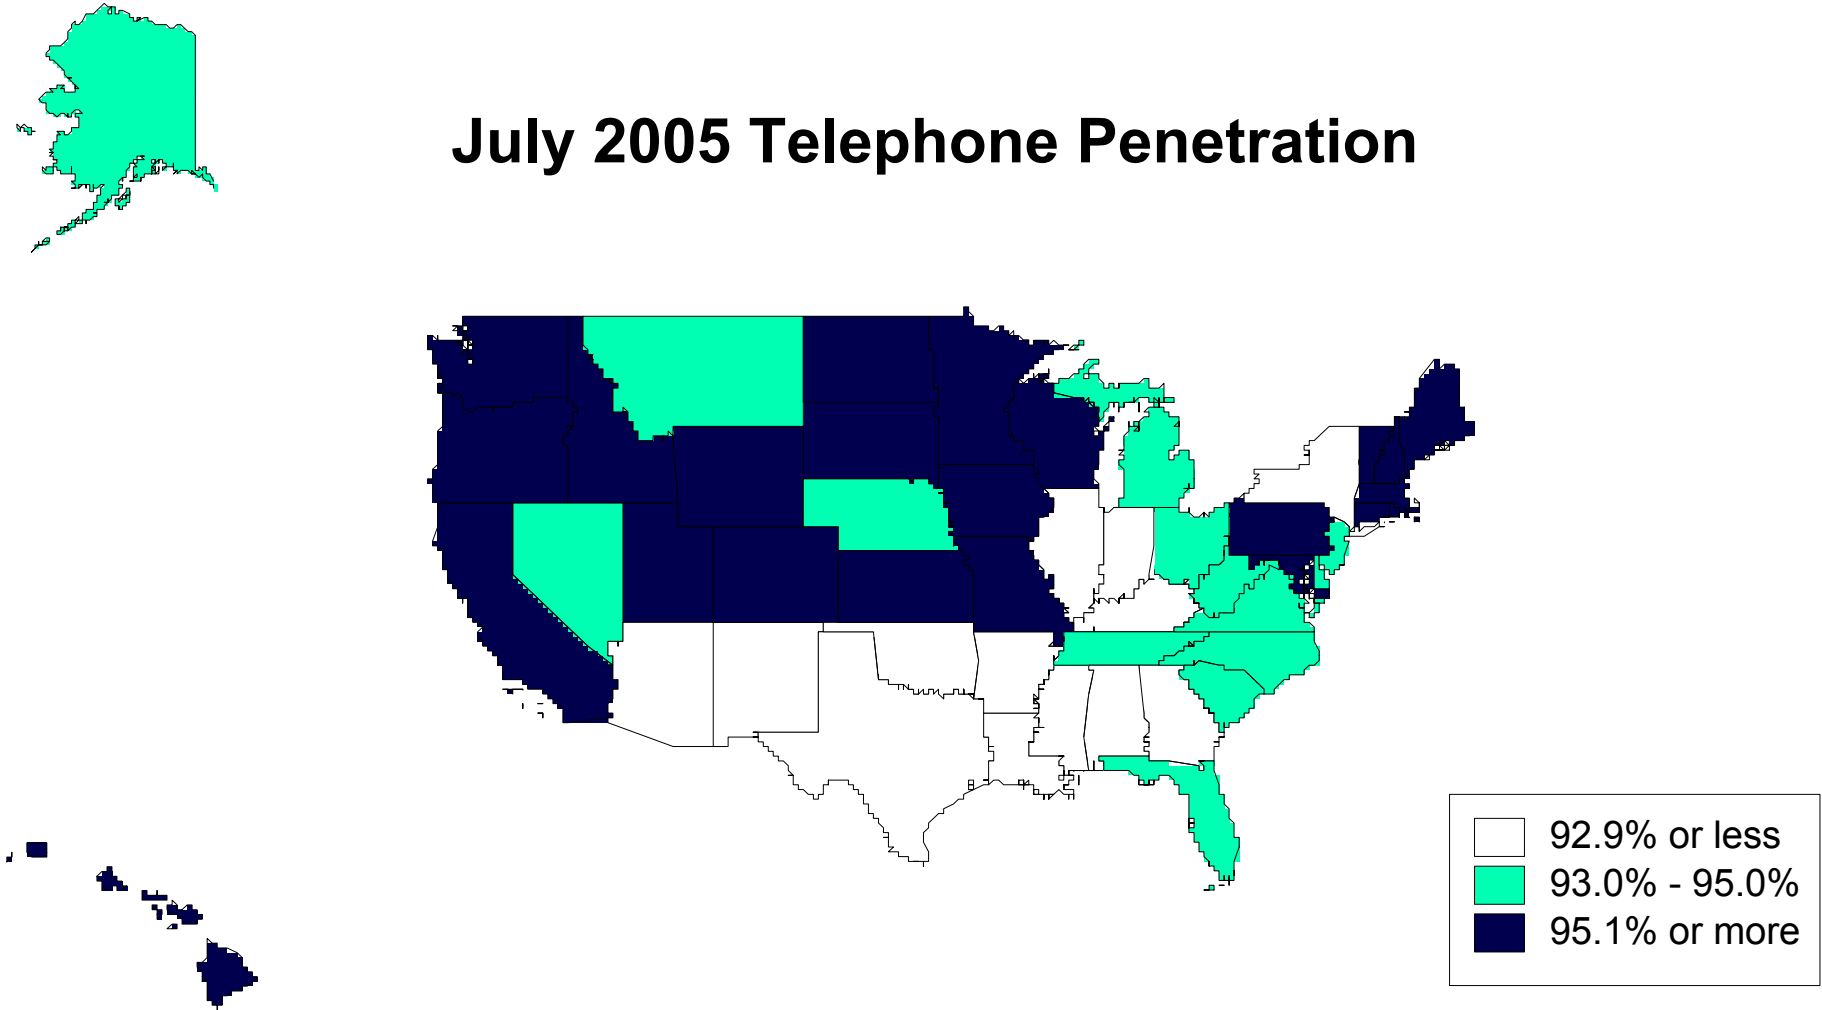 July 2005 Telephone Penetration
92.9% or less
93.0% - 95.0%
95.1% or more